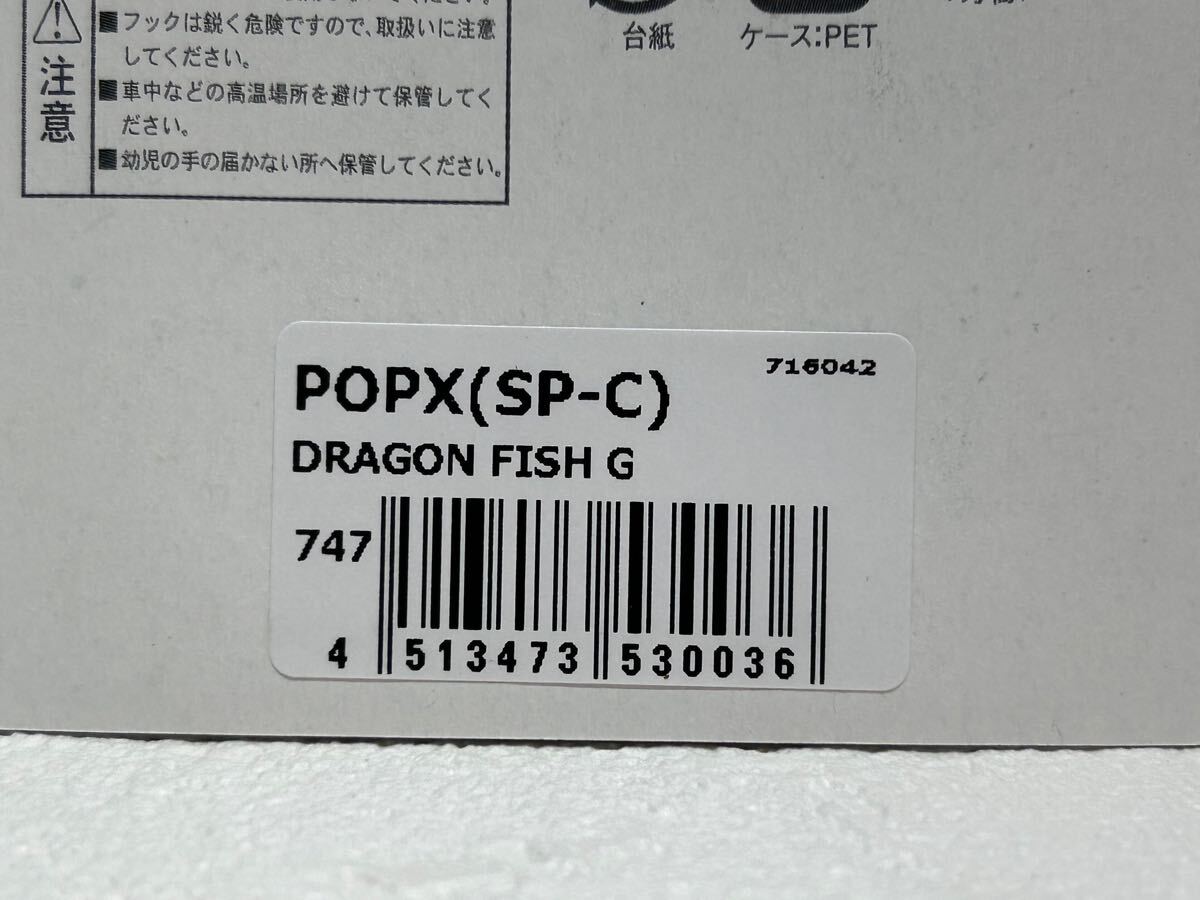 注意
■フックは鋭く危険ですので、取扱いに注意
してください。
■車中などの高温場所を避けて保管してく
ださい。
■幼児の手の届かない所へ保管してください。
台紙
ケース:PET
POPX(SP-C)
716042
DRAGON FISH G
747
4 513473 530036